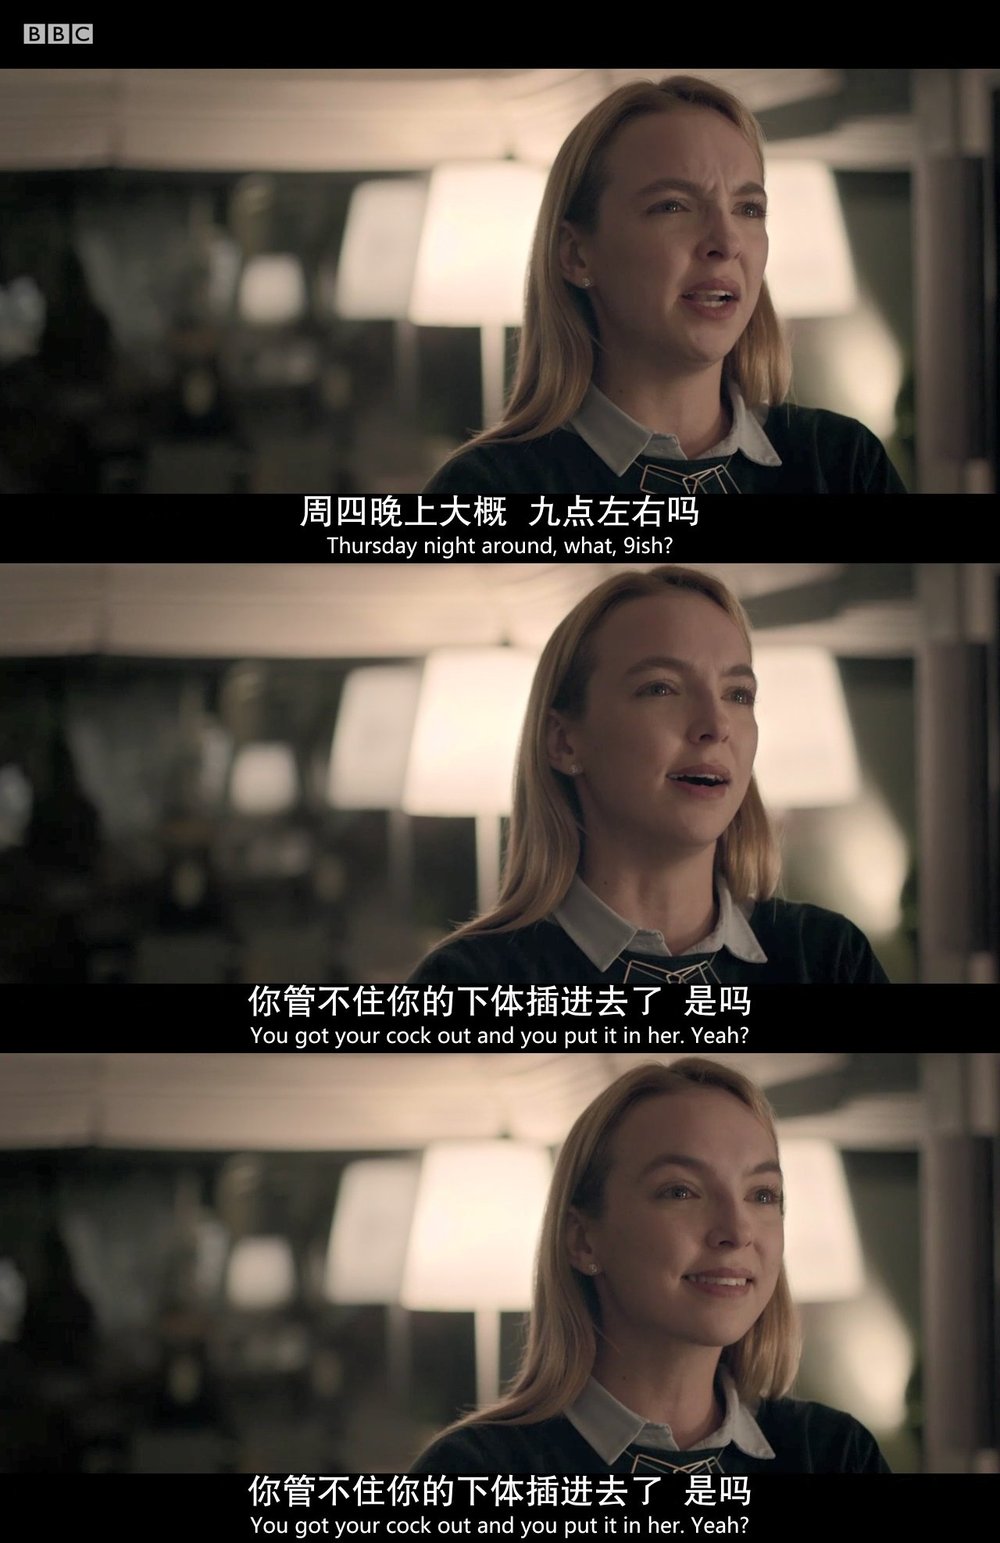 BBC
周四晚上大概 九点左右吗
Thursday night around, what, 9ish?
你管不住你的下体插进去了 是吗
You got your cock out and you put it in her. Yeah?
你管不住你的下体插进去了 是吗
You got your cock out and you put it in her. Yeah?